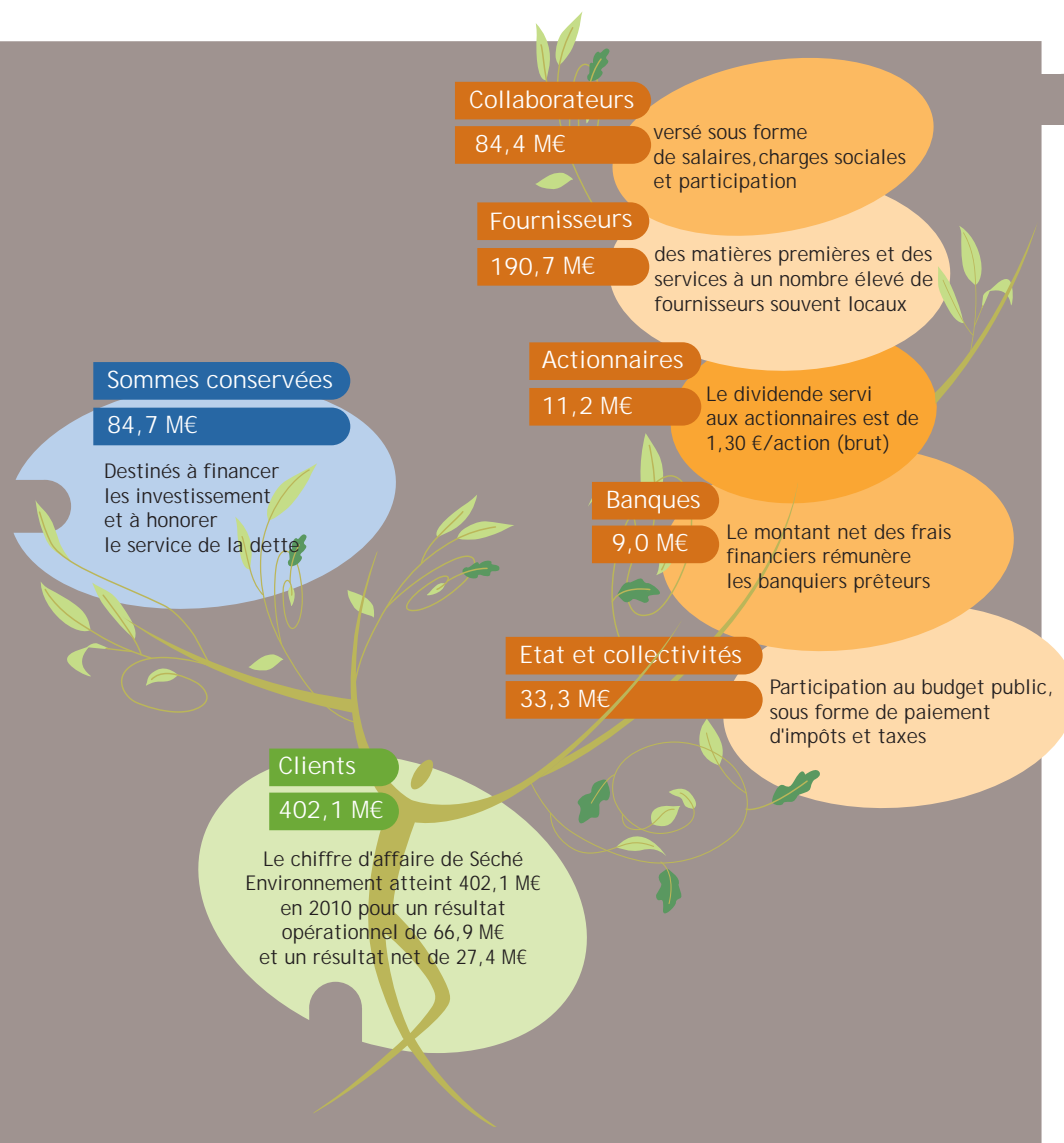 Collaborateurs
84,4 M€
versé sous forme
de salaires,charges sociales
et participation
Fournisseurs
190,7 M€
des matières premières et des
services à un nombre élevé de
fournisseurs souvent locaux
Actionnaires
11,2 M€
Le dividende servi
aux actionnaires est de
1,30 €/action (brut)
Sommes conservées
84,7 M€
Destinés à financer
les investissement
et à honorer
le service de la dette
Banques
9,0 M€
Le montant net des frais
financiers rémunère
les banquiers prêteurs
Etat et collectivités
33,3 M€
Participation au budget public,
sous forme de paiement
d'impôts et taxes
Clients
402,1 M€
Le chiffre d'affaire de Séché
Environnement atteint 402,1 M€
en 2010 pour un résultat
opérationnel de 66,9 M€
et un résultat net de 27,4 M€